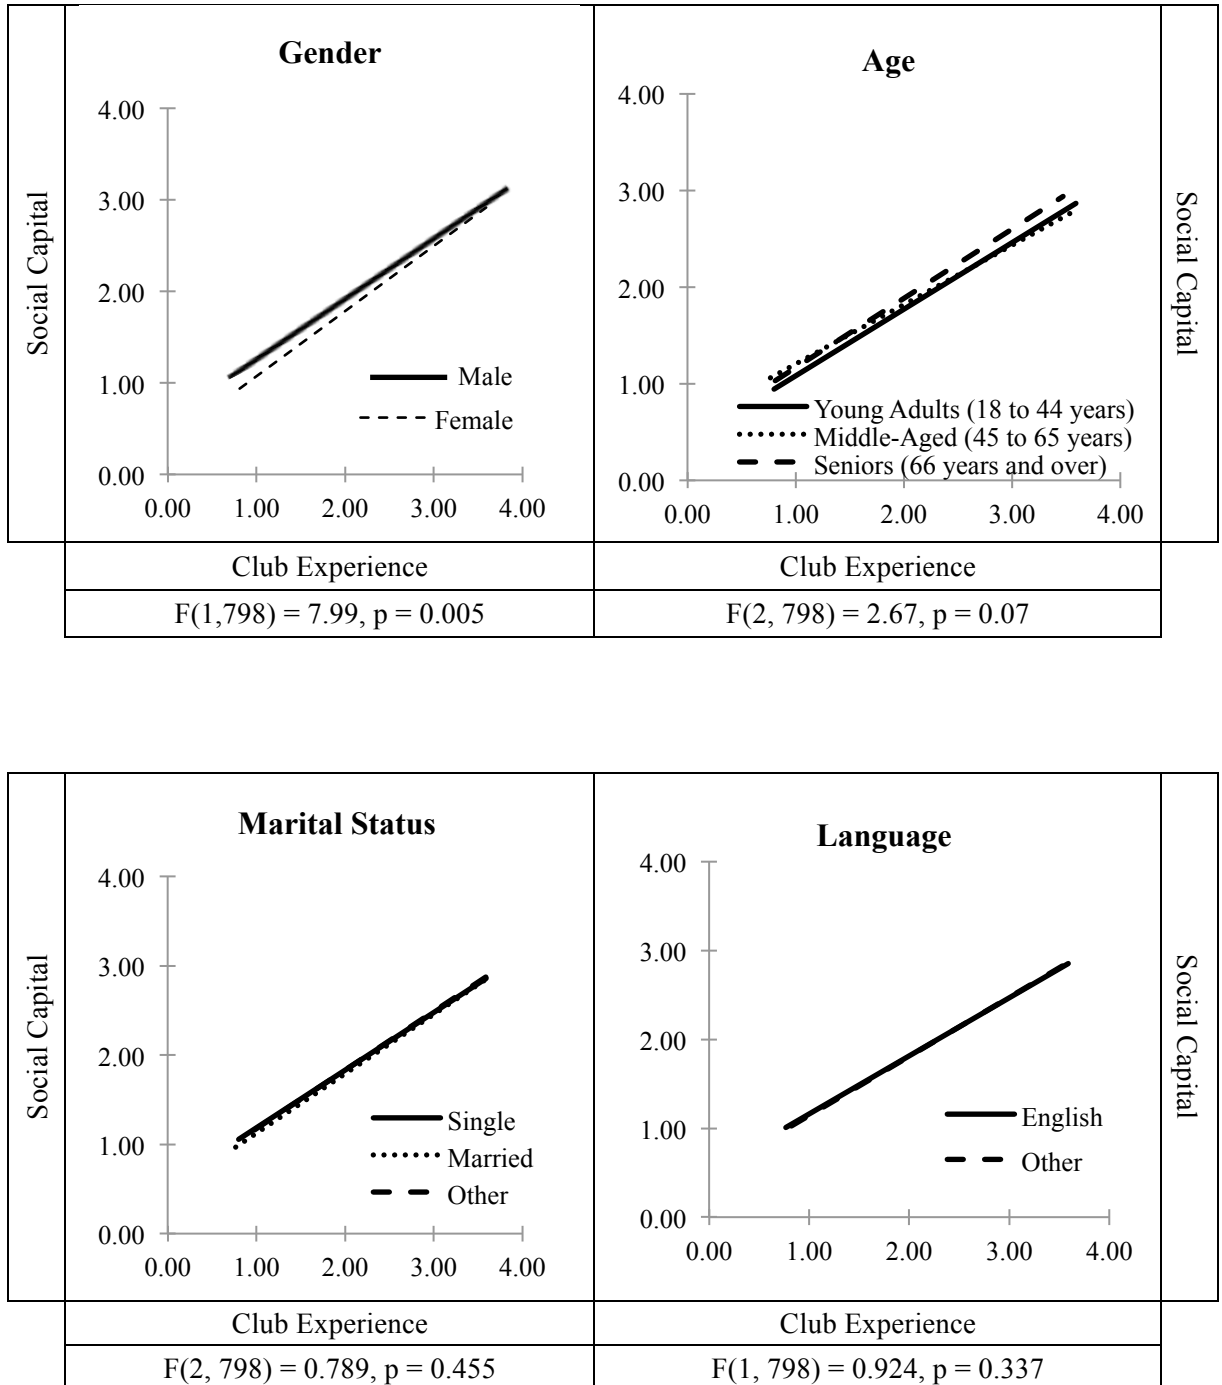 Gender
4.00
3.00
2.00
1.00
0.00
0.00 1.00 2.00 3.00 4.00
Male
Female
Social Capital
Club Experience
F(1,798) = 7.99, p = 0.005
Age
4.00
3.00
2.00
1.00
0.00
0.00 1.00 2.00 3.00 4.00
Young Adults (18 to 44 years)
Middle-Aged (45 to 65 years)
Seniors (66 years and over)
Social Capital
Club Experience
F(2, 798) = 2.67, p = 0.07
Marital Status
4.00
3.00
2.00
1.00
0.00
0.00 1.00 2.00 3.00 4.00
Single
Married
Other
Social Capital
Club Experience
F(2, 798) = 0.789, p = 0.455
Language
4.00
3.00
2.00
1.00
0.00
0.00 1.00 2.00 3.00 4.00
English
Other
Social Capital
Club Experience
F(1, 798) = 0.924, p = 0.337